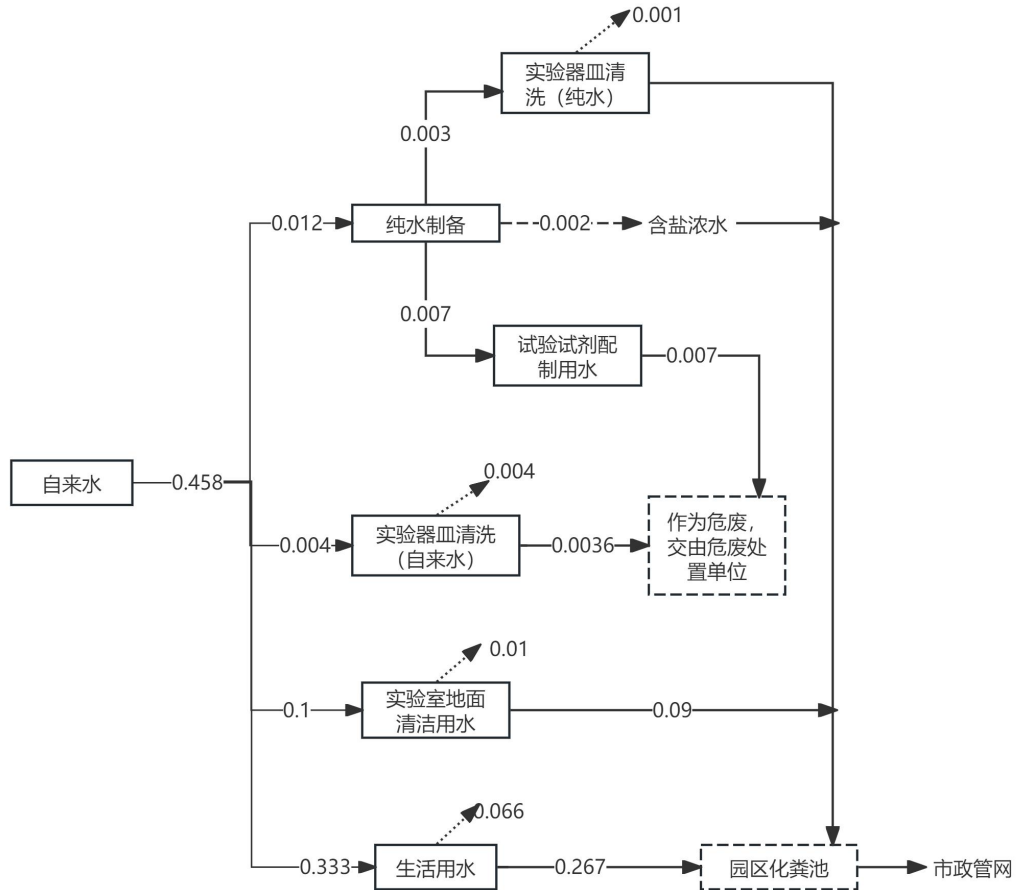 0.001
实验器皿清
洗（纯水）
0.003
0.012
纯水制备
0.002
含盐浓水
0.007
试验试剂配
制用水
0.007
自来水
0.458
0.004
0.004
实验器皿清洗
（自来水）
0.0036
作为危废，
交由危废处
置单位
0.01
0.1
实验室地面
清洁用水
0.09
0.066
0.333
生活用水
0.267
园区化粪池
市政管网